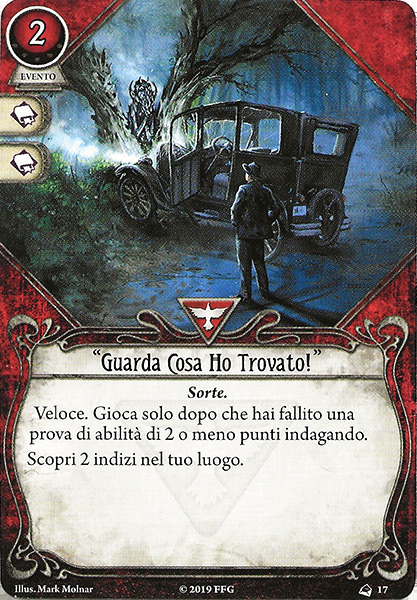 2
EVENTO
“Guarda Cosa Ho Trovato!”
Sorte.
Veloce. Gioca solo dopo che hai fallito una
prova di abilità di 2 o meno punti indagando.
Scopri 2 indizi nel tuo luogo.
Illus. Mark Molnar
© 2019 FFG
17